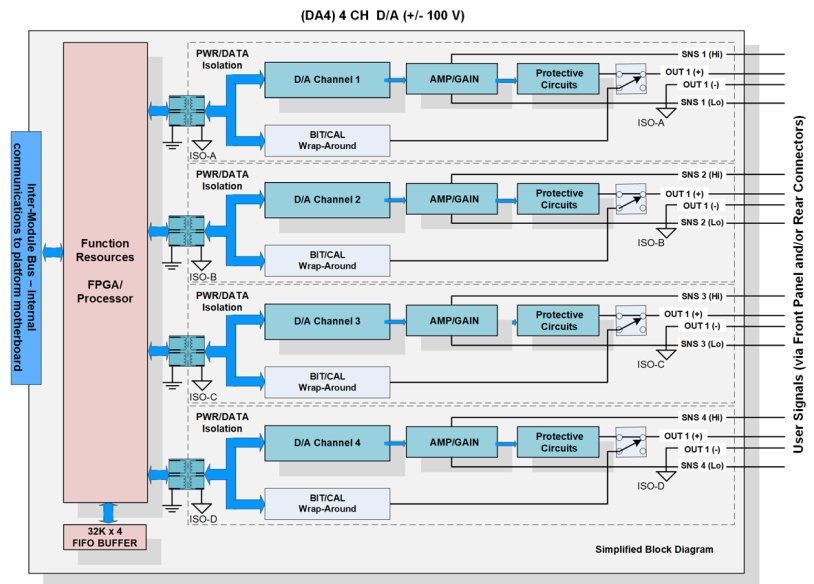 (DA4) 4 CH D/A (+/- 100 V)
Inter-Module Bus – Internal
communications to platform motherboard
Function
Resources
FPGA/
Processor
32K x 4
FIFO BUFFER
PWR/DATA
Isolation
ISO-A
D/A Channel 1
AMP/GAIN
Protective
Circuits
BIT/CAL
Wrap-Around
SNS 1 (Hi)
OUT 1 (+)
OUT 1 (-)
SNS 1 (Lo)
ISO-A
PWR/DATA
Isolation
ISO-B
D/A Channel 2
AMP/GAIN
Protective
Circuits
BIT/CAL
Wrap-Around
SNS 2 (Hi)
OUT 1 (+)
OUT 1 (-)
SNS 2 (Lo)
ISO-B
PWR/DATA
Isolation
ISO-C
D/A Channel 3
AMP/GAIN
Protective
Circuits
BIT/CAL
Wrap-Around
SNS 3 (Hi)
OUT 1 (+)
OUT 1 (-)
SNS 3 (Lo)
ISO-C
PWR/DATA
Isolation
ISO-D
D/A Channel 4
AMP/GAIN
Protective
Circuits
BIT/CAL
Wrap-Around
SNS 4 (Hi)
OUT 1 (+)
OUT 1 (-)
SNS 4 (Lo)
ISO-D
User Signals (via Front Panel and/or Rear Connectors)
Simplified Block Diagram